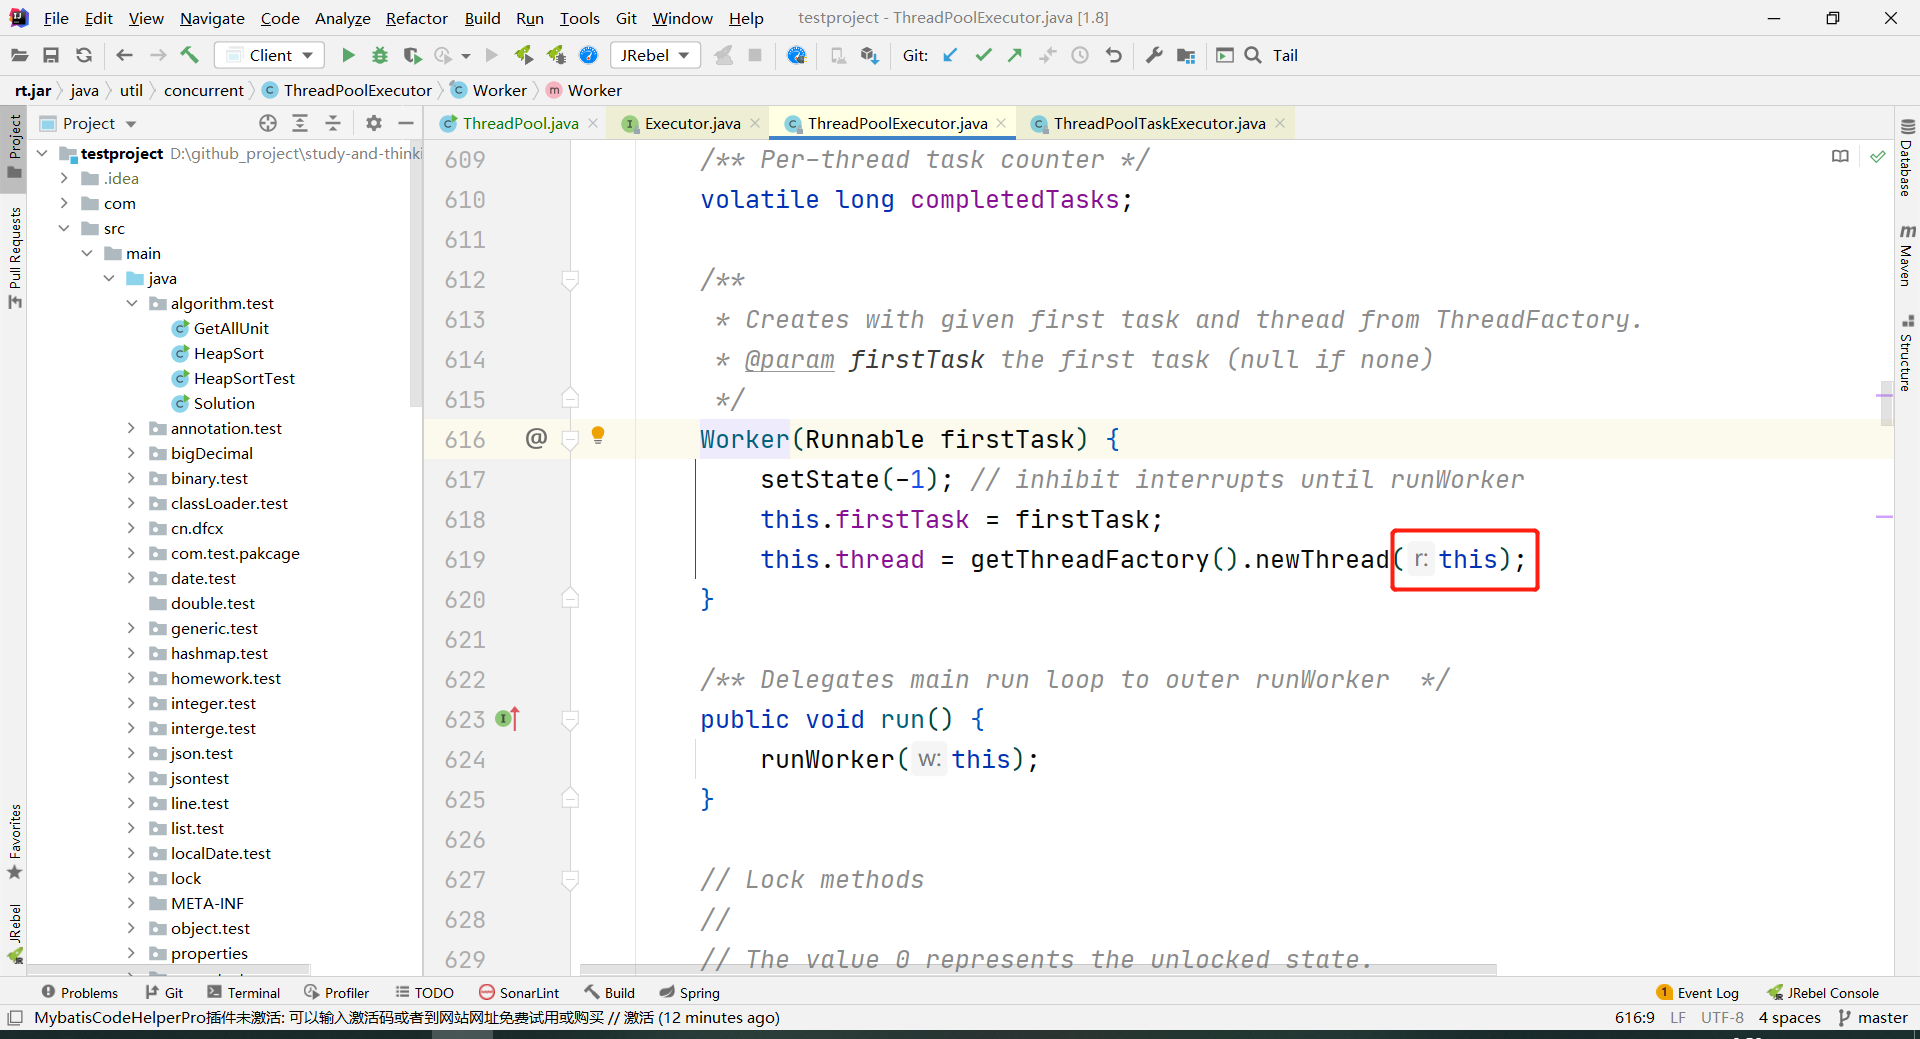 File Edit View Navigate Code Analyze Refactor Build Run Tools Git Window Help testproject - ThreadPoolExecutor.java [1.8]
Client JRebel Git: Tail
rt.jar java util concurrent ThreadPoolExecutor Worker Worker
Project
ThreadPool.java Executor.java ThreadPoolExecutor.java ThreadPoolTaskExecutor.java
testproject D:\github_project\study-and-thinki
.idea
com
src
main
java
algorithm.test
GetAllUnit
HeapSort
HeapSortTest
Solution
annotation.test
bigDecimal
binary.test
classLoader.test
cn.dfcx
com.test.pakcage
date.test
double.test
generic.test
hashmap.test
homework.test
integer.test
interge.test
json.test
jsontest
line.test
list.test
localDate.test
lock
META-INF
object.test
properties
Project
Pull Requests
Favorites
JRebel
609 /** Per-thread task counter */
610 volatile long completedTasks;
611
612 /**
613 * Creates with given first task and thread from ThreadFactory.
614 * @param firstTask the first task (null if none)
615 */
616 @ Worker(Runnable firstTask) {
617 setState(-1); // inhibit interrupts until runWorker
618 this.firstTask = firstTask;
619 this.thread = getThreadFactory().newThread( r: this);
620 }
621
622 /** Delegates main run loop to outer runWorker */
623 public void run() {
624 runWorker( w: this);
625 }
626
627 // Lock methods
628 //
629 // The value 0 represents the unlocked state.
Database
Maven
Structure
Problems Git Terminal Profiler TODO SonarLint Build Spring 1 Event Log JRebel Console
MybatisCodeHelperPro插件未激活: 可以输入激活码或者到网站网址免费试用或购买 // 激活 (12 minutes ago) 616:9 LF UTF-8 4 spaces master